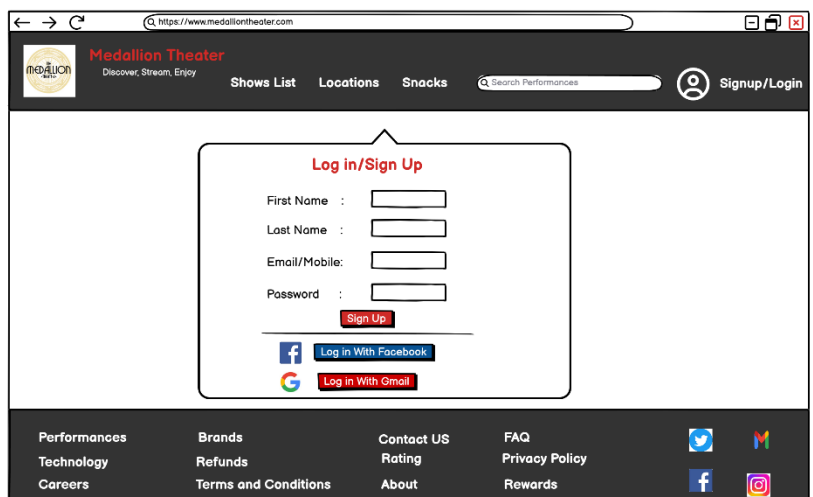 https://www.medalliontheater.com
MEDALLION
Medallion Theater
Discover, Stream, Enjoy
Shows List Locations Snacks
Search Performances
Signup/Login
Log in/Sign Up
First Name :
Last Name :
Email/Mobile:
Password :
Sign Up
Log in With Facebook
Log in With Gmail
Performances Brands Contact US FAQ
Technology Refunds Rating Privacy Policy
Careers Terms and Conditions About Rewards